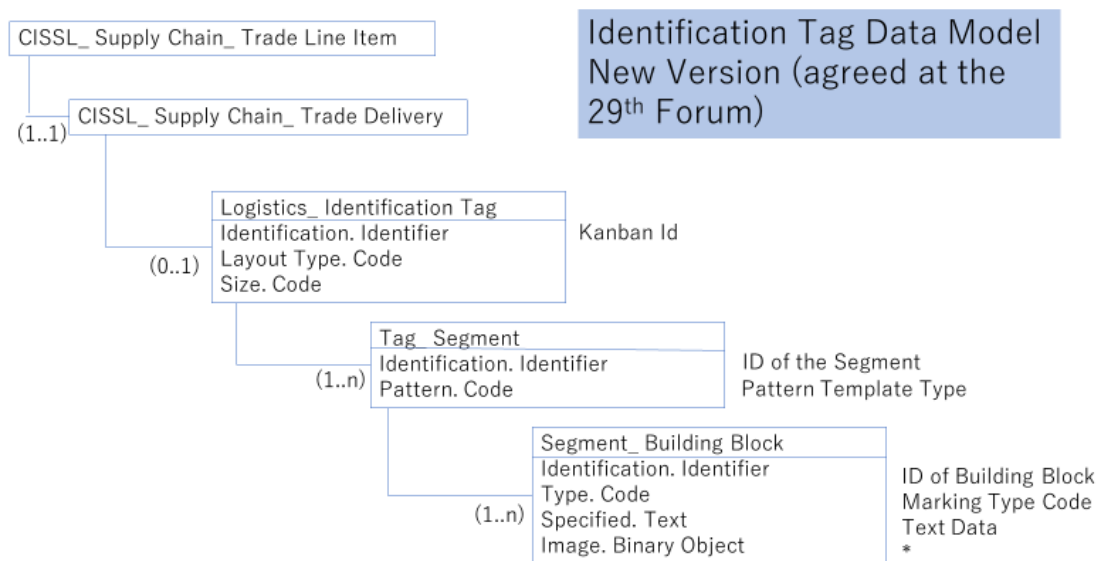 CISSL_ Supply Chain_ Trade Line Item
Identification Tag Data Model
New Version (agreed at the
29th Forum)
(1..1)
CISSL_ Supply Chain_ Trade Delivery
(0..1)
Logistics_ Identification Tag
Identification. Identifier
Kanban Id
Layout Type. Code
Size. Code
(1..n)
Tag_ Segment
Identification. Identifier
ID of the Segment
Pattern. Code
Pattern Template Type
(1..n)
Segment_ Building Block
Identification. Identifier
ID of Building Block
Type. Code
Marking Type Code
Specified. Text
Text Data
Image. Binary Object
*